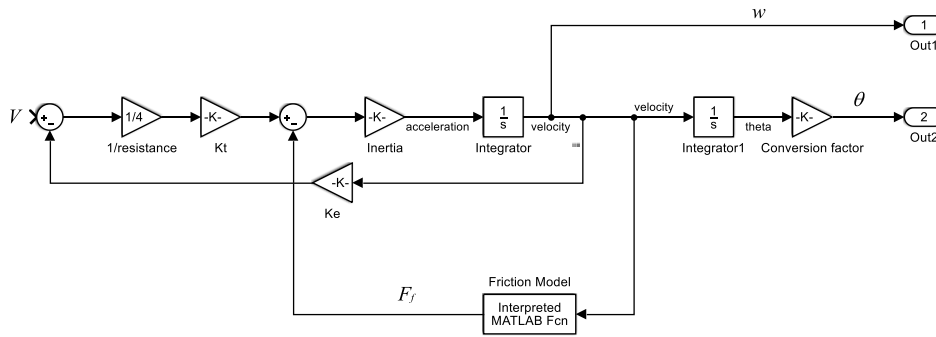 w
1
Out1
V
+
−
1/4
1/resistance
-K-
Kt
+
−
-K-
Inertia
acceleration
1
s
Integrator
velocity
velocity
1
s
Integrator1
theta
-K-
Conversion factor
θ
2
Out2
-K-
Ke
Friction Model
Interpreted
MATLAB Fcn
F_f